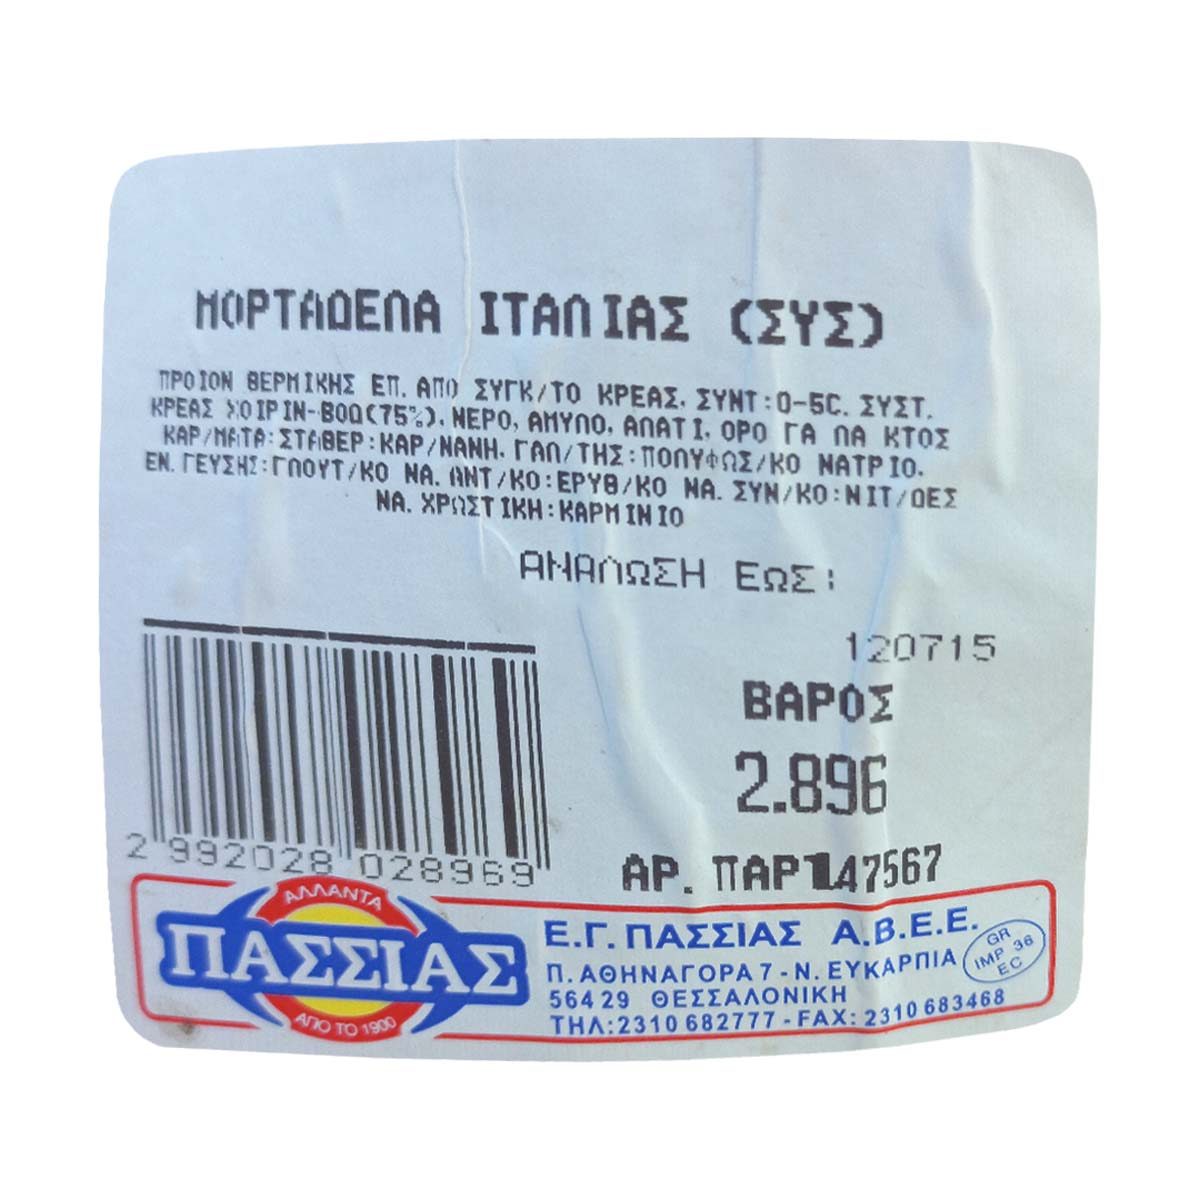 ΜΟΡΤΑΔΕΛΑ ΙΤΑΛΙΑΣ (ΣΥΣ)
ΠΡΟΙΟΝ ΘΕΡΜΙΚΗΣ ΕΠ. ΑΠΟ ΣΥΓΚ/ΤΟ ΚΡΕΑΣ. ΣΥΝΤ:0-5C. ΣΥΣΤ.
ΚΡΕΑΣ ΧΟΙΡΙΝ-ΒΟΔ(75%), ΝΕΡΟ, ΑΜΥΛΟ, ΑΛΑΤΙ, ΟΡΟ ΓΑΛΑΚΤΟΣ
ΚΑΡ/ΜΑΤΑ:ΣΤΑΘΕΡ:ΚΑΡ/ΝΑΝΗ. ΓΑΛ/ΤΗΣ:ΠΟΛΥΦΩΣ/ΚΟ ΝΑΤΡΙΟ.
ΕΝ. ΓΕΥΣΗΣ:ΓΛΟΥΤ/ΚΟ ΝΑ. ΑΝΤ/ΚΟ:ΕΡΥΘ/ΚΟ ΝΑ. ΣΥΝ/ΚΟ:ΝΙΤ/ΔΕΣ
ΝΑ. ΧΡΩΣΤΙΚΗ:ΚΑΡΜΙΝΙΟ
ΑΝΑΛΩΣΗ ΕΩΣ:
120715
ΒΑΡΟΣ
2.896
2 992028 028969
ΑΡ. ΠΑΡ147567
ΑΛΛΑΝΤΑ
ΠΑΣΣΙΑΣ
ΑΠΟ ΤΟ 1900
Ε.Γ. ΠΑΣΣΙΑΣ Α.Β.Ε.Ε.
Π. ΑΘΗΝΑΓΟΡΑ 7 - Ν. ΕΥΚΑΡΠΙΑ
564 29 ΘΕΣΣΑΛΟΝΙΚΗ
ΤΗΛ:2310 682777 - FAX: 2310 683468
GR
IMP 36
EC